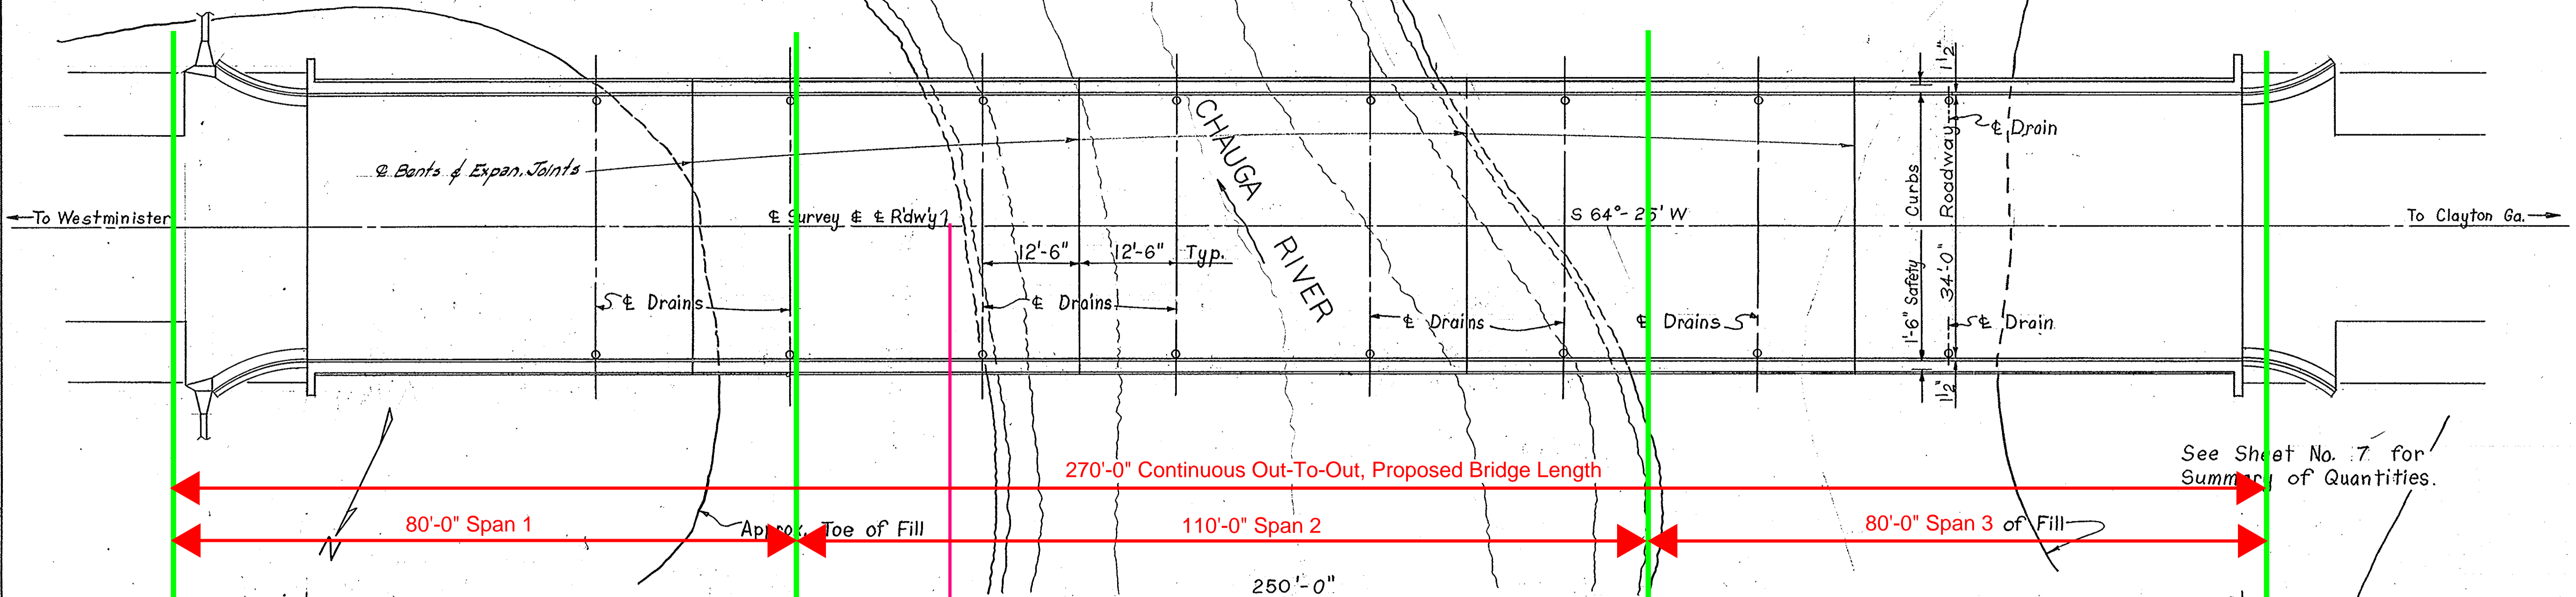 1'-1½"
℄ Drain
CHAUGA
RIVER
℄ Bents & Expan. Joints
To Westminister
℄ Survey & ℄ R'dw'y
S 64°-25' W
To Clayton Ga.
12'-6"
12'-6"
Typ.
1'-6" Safety Curbs
34'-0" Roadway
℄ Drains
℄ Drains
℄ Drains
℄ Drains
℄ Drain
1½"
N
See Sheet No. 7 for
Summary of Quantities.
270'-0" Continuous Out-To-Out, Proposed Bridge Length
80'-0" Span 1
110'-0" Span 2
80'-0" Span 3
of Fill
Approx. Toe of Fill
250'-0"